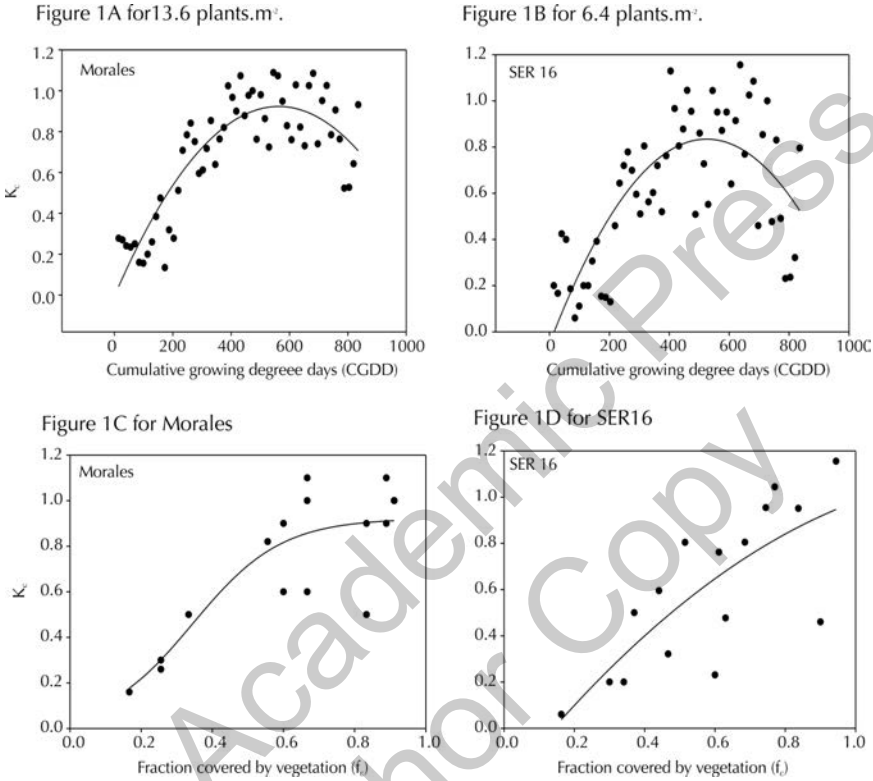 Figure 1A for13.6 plants.m-2.
Figure 1B for 6.4 plants.m-2.
Morales
1.2
1.0
0.8
0.6
0.4
0.2
0.0
Kc
0 200 400 600 800 1000
Cumulative growing degreee days (CGDD)
SER 16
1.2
1.0
0.8
0.6
0.4
0.2
0.0
0 200 400 600 800 1000
Cumulative growing degree days (CGDD)
Figure 1C for Morales
Figure 1D for SER16
Morales
1.2
1.0
0.8
0.6
0.4
0.2
0.0
Kc
0.0 0.2 0.4 0.6 0.8 1.0
Fraction covered by vegetation (fc)
SER 16
1.2
1.0
0.8
0.6
0.4
0.2
0.0
0.0 0.2 0.4 0.6 0.8 1.0
Fraction covered by vegetation (fc)
Academic Press
hor Copy